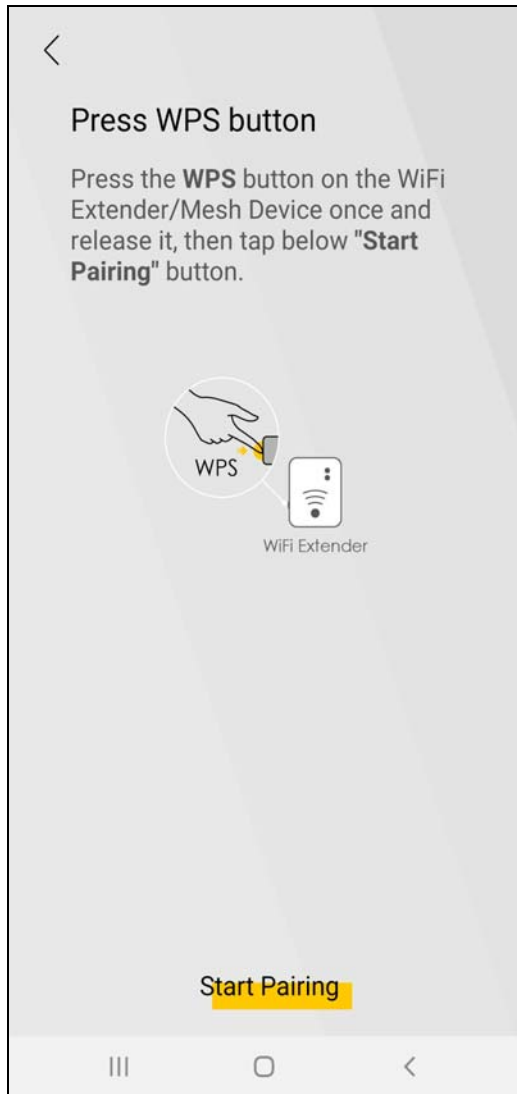 Press WPS button
Press the WPS button on the WiFi
Extender/Mesh Device once and
release it, then tap below "Start
Pairing" button.
WPS
WiFi Extender
Start Pairing